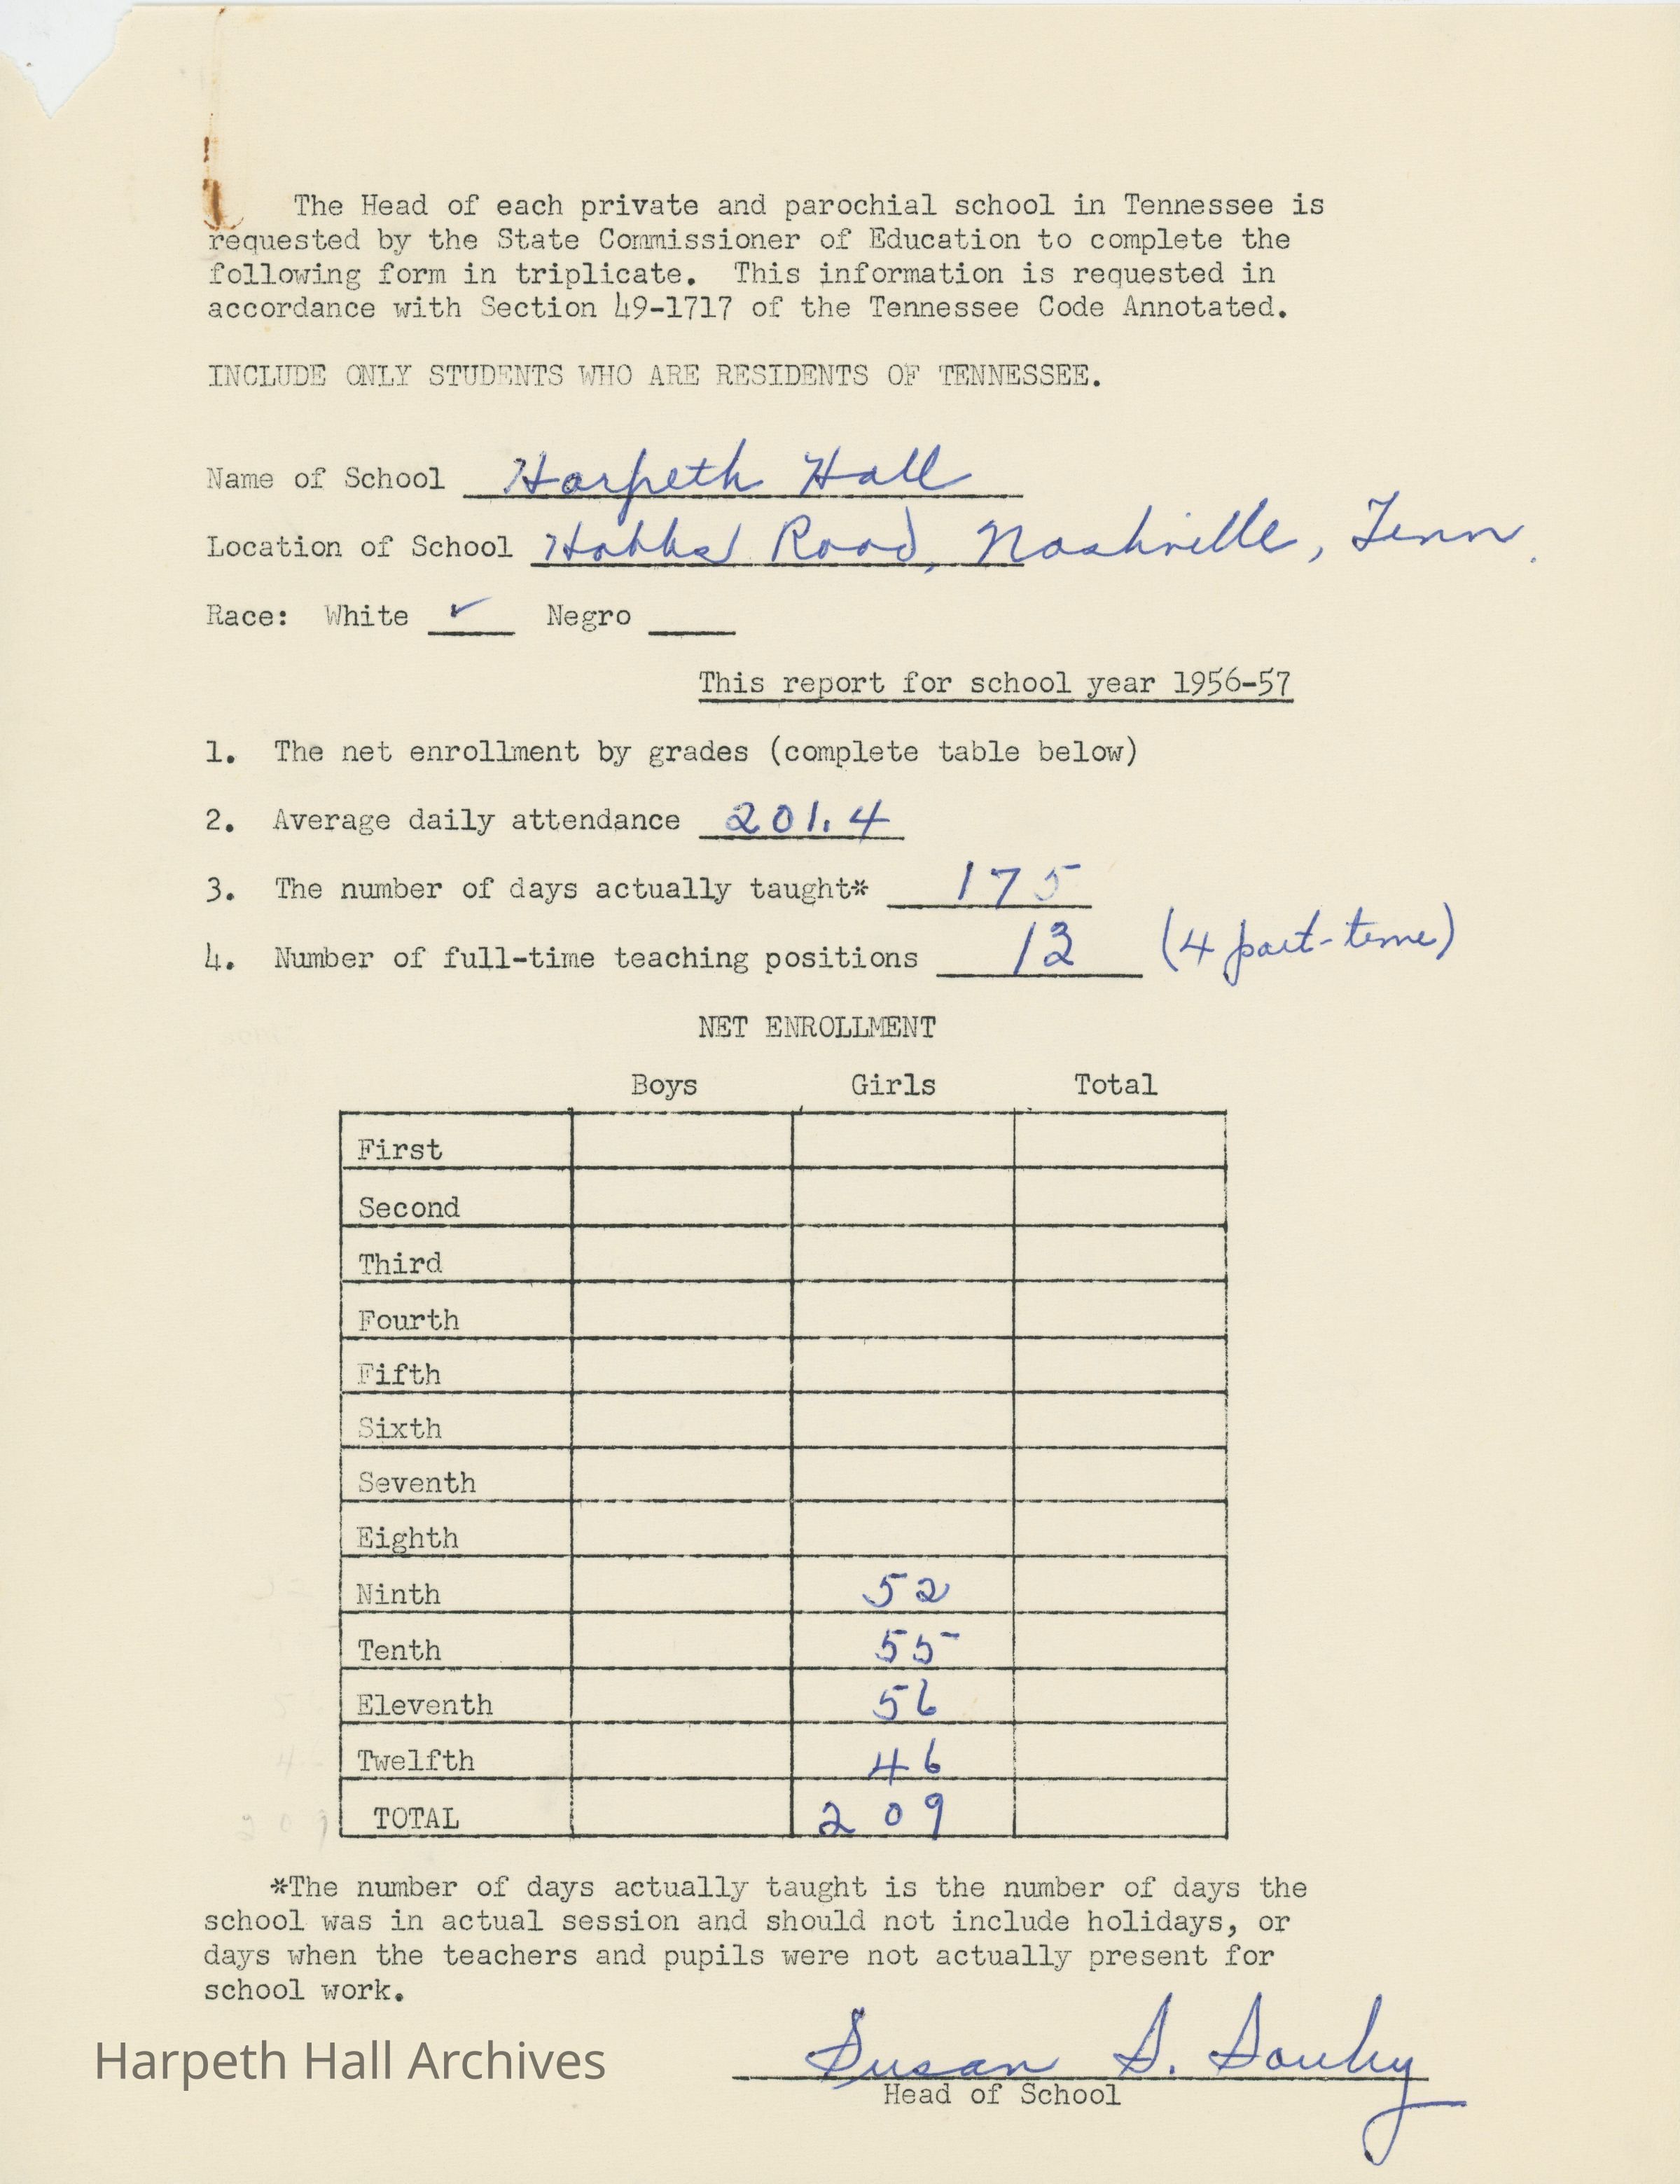 The Head of each private and parochial school in Tennessee is
requested by the State Commissioner of Education to complete the
following form in triplicate. This information is requested in
accordance with Section 49-1717 of the Tennessee Code Annotated.
INCLUDE ONLY STUDENTS WHO ARE RESIDENTS OF TENNESSEE.
Name of School Harpeth Hall
Location of School Hobbs Road, Nashville, Tenn.
Race: White ✓ Negro
This report for school year 1956-57
1. The net enrollment by grades (complete table below)
2. Average daily attendance 201.4
3. The number of days actually taught* 175
4. Number of full-time teaching positions 13 (4 part-time)
NET ENROLLMENT
Boys Girls Total
First
Second
Third
Fourth
Fifth
Sixth
Seventh
Eighth
Ninth 52
Tenth 55
Eleventh 56
Twelfth 46
TOTAL 209
*The number of days actually taught is the number of days the
school was in actual session and should not include holidays, or
days when the teachers and pupils were not actually present for
school work.
Susan S. Souby
Head of School
Harpeth Hall Archives